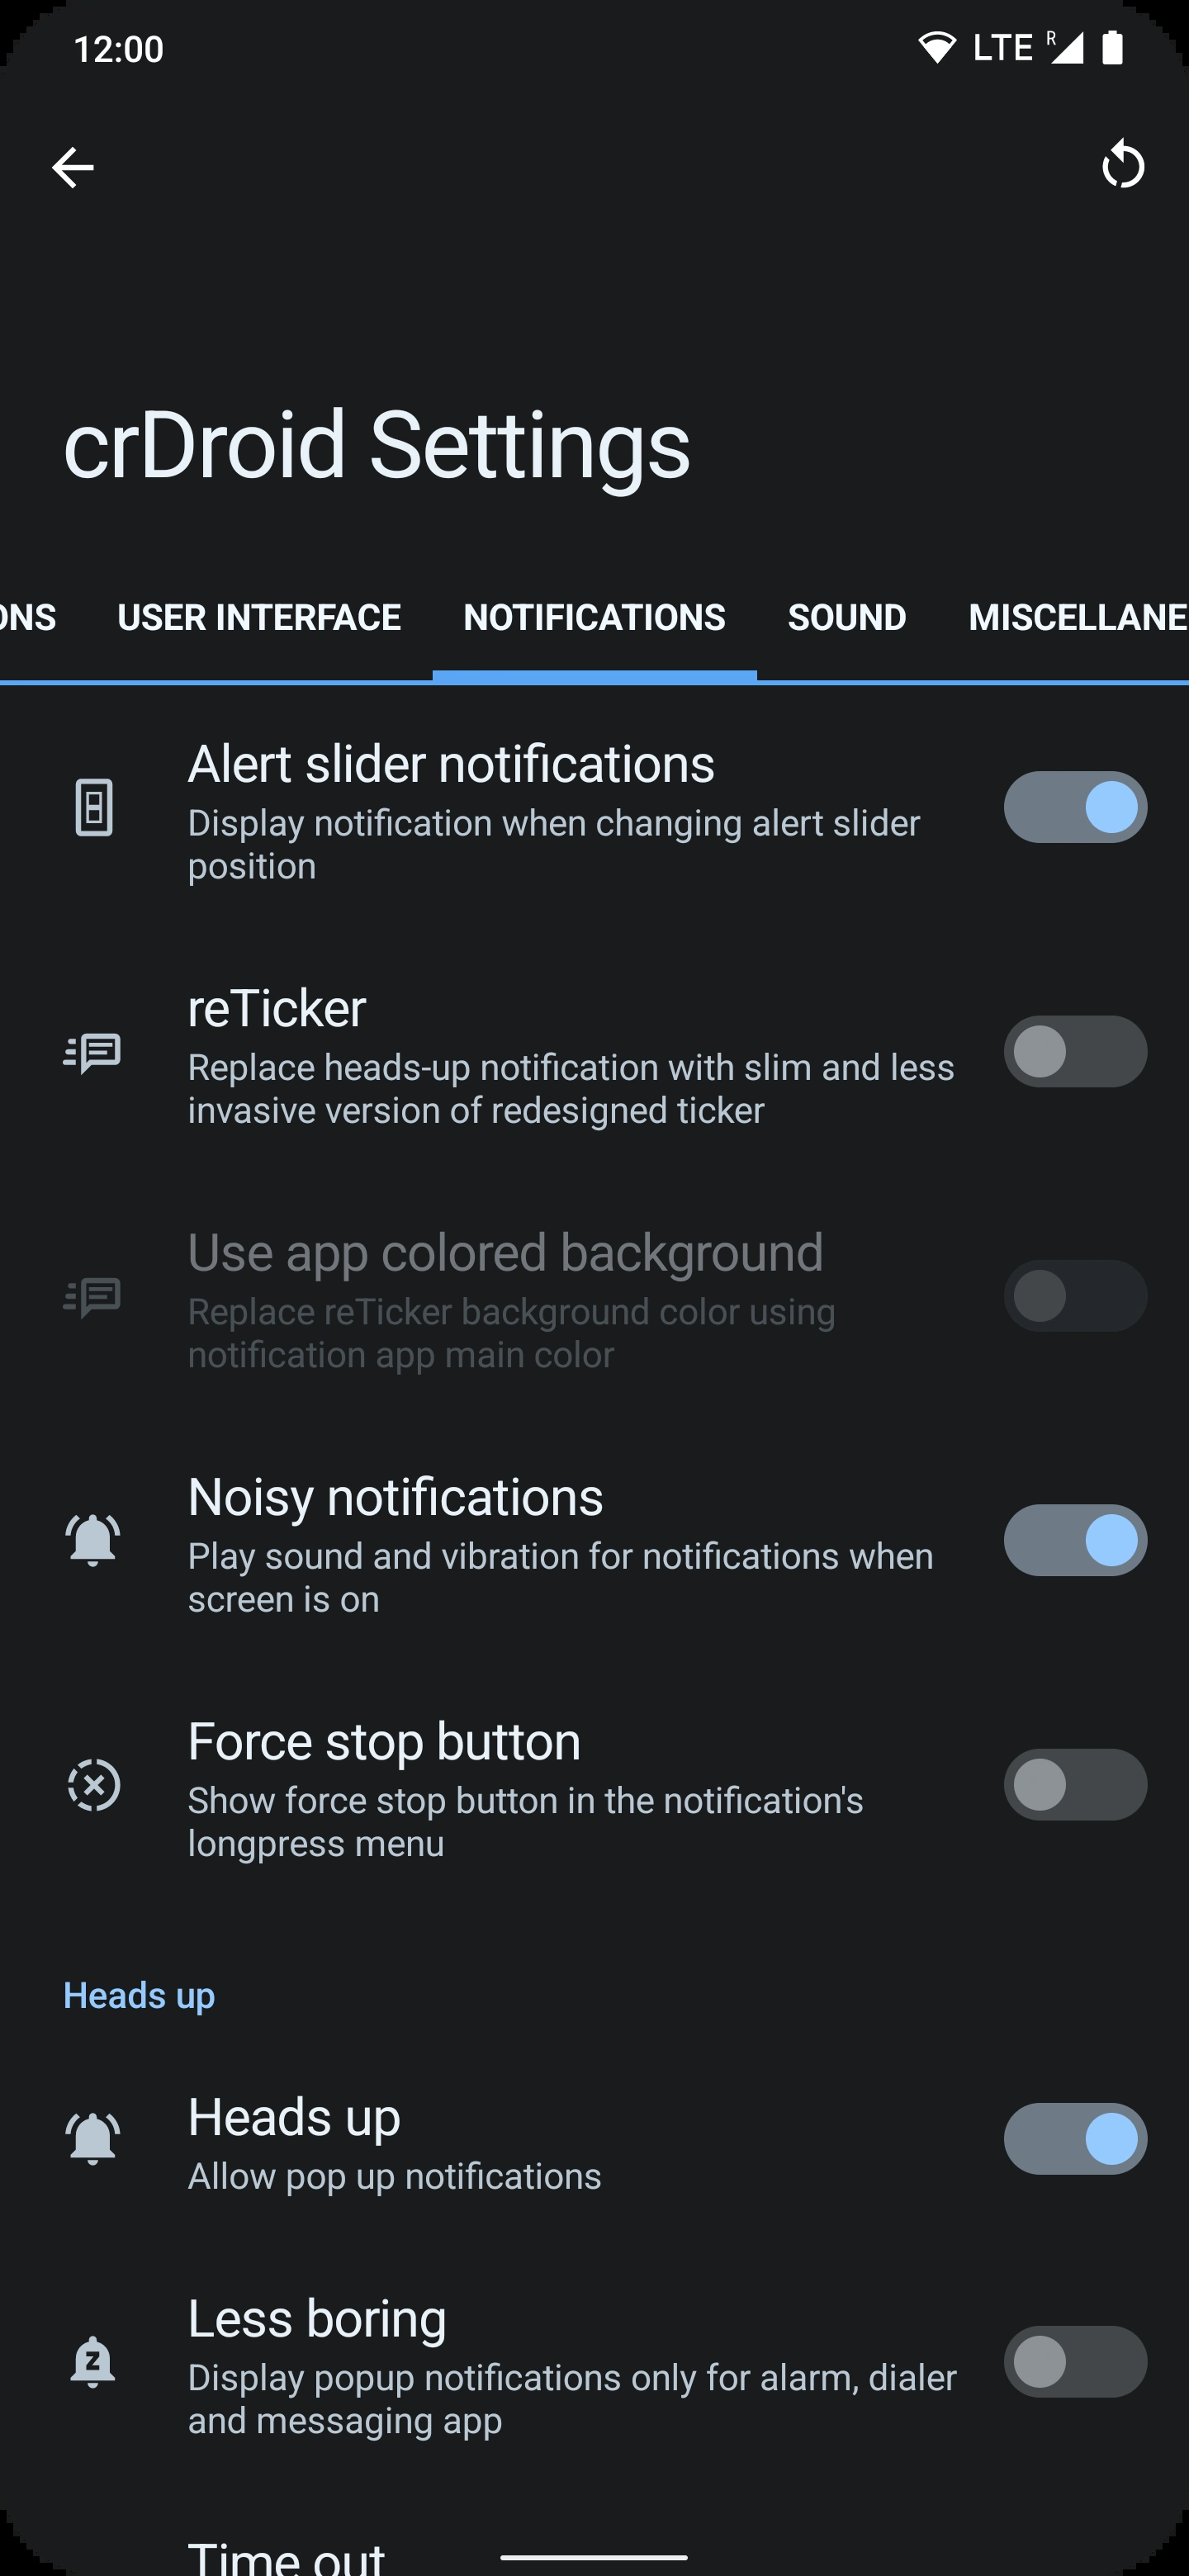 12:00
LTE R
crDroid Settings
ONS USER INTERFACE NOTIFICATIONS SOUND MISCELLANE
Alert slider notifications
Display notification when changing alert slider
position
reTicker
Replace heads-up notification with slim and less
invasive version of redesigned ticker
Use app colored background
Replace reTicker background color using
notification app main color
Noisy notifications
Play sound and vibration for notifications when
screen is on
Force stop button
Show force stop button in the notification's
longpress menu
Heads up
Heads up
Allow pop up notifications
Less boring
Display popup notifications only for alarm, dialer
and messaging app
Time out